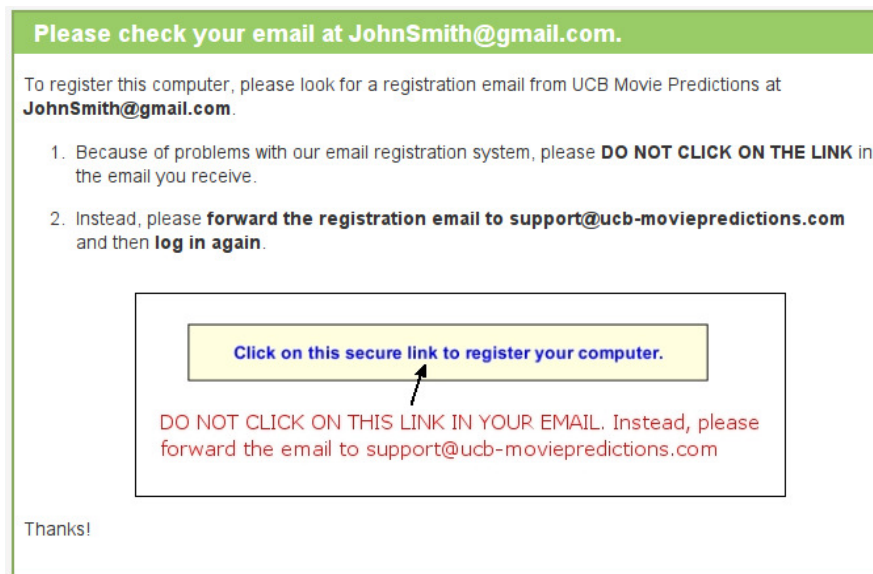 Please check your email at JohnSmith@gmail.com.
To register this computer, please look for a registration email from UCB Movie Predictions at
JohnSmith@gmail.com.
1. Because of problems with our email registration system, please DO NOT CLICK ON THE LINK in
the email you receive.
2. Instead, please forward the registration email to support@ucb-moviepredictions.com
and then log in again.
Click on this secure link to register your computer.
DO NOT CLICK ON THIS LINK IN YOUR EMAIL. Instead, please
forward the email to support@ucb-moviepredictions.com
Thanks!